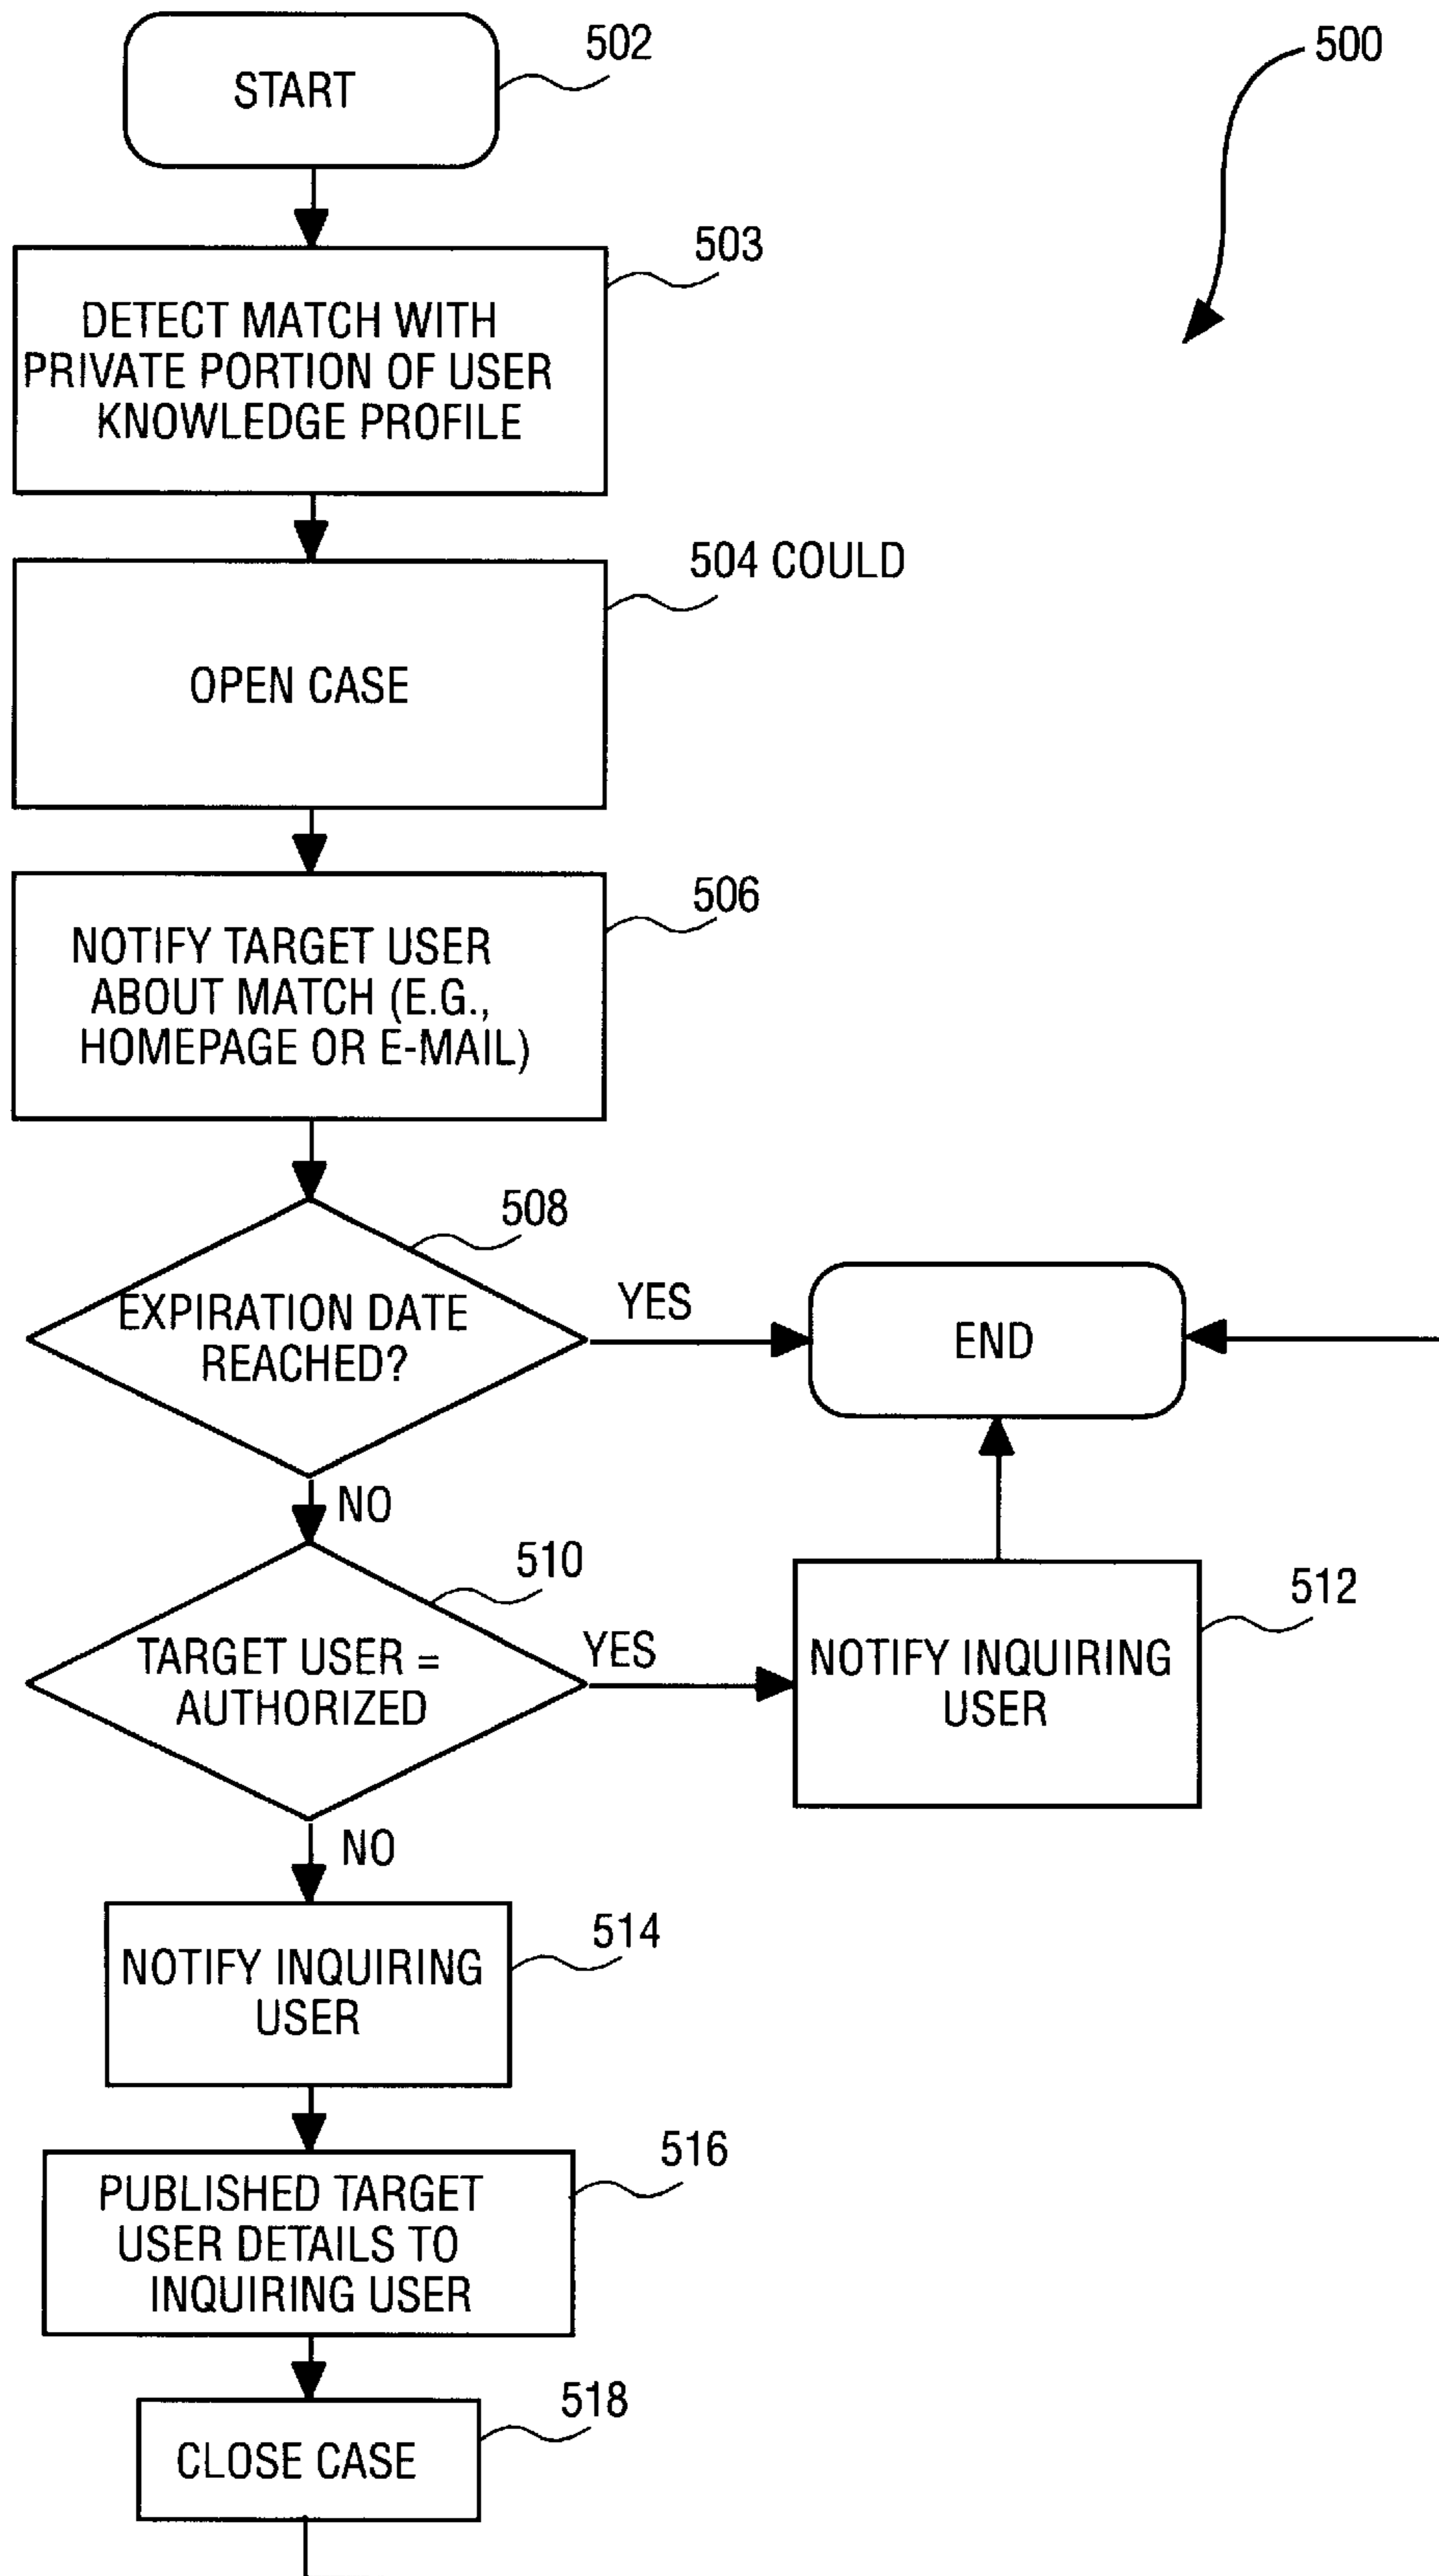 START
502
500
DETECT MATCH WITH
PRIVATE PORTION OF USER
KNOWLEDGE PROFILE
503
504 COULD
OPEN CASE
506
NOTIFY TARGET USER
ABOUT MATCH (E.G.,
HOMEPAGE OR E-MAIL)
508
EXPIRATION DATE
REACHED?
YES
END
NO
510
TARGET USER =
AUTHORIZED
YES
512
NOTIFY INQUIRING
USER
NO
514
NOTIFY INQUIRING
USER
516
PUBLISHED TARGET
USER DETAILS TO
INQUIRING USER
518
CLOSE CASE